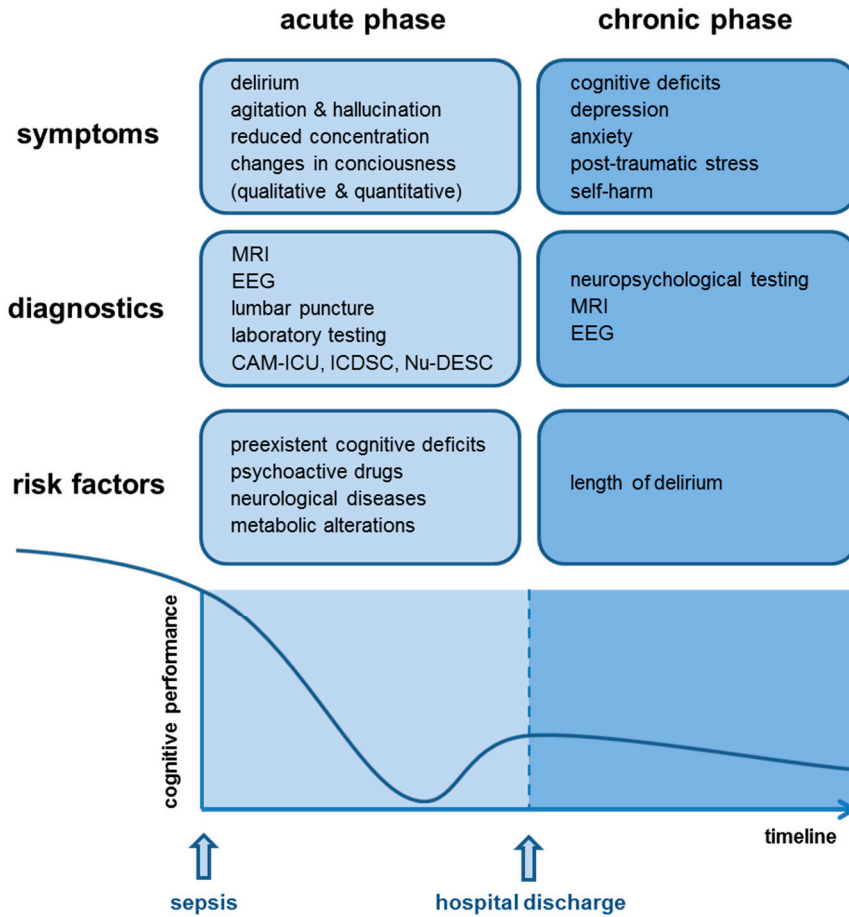 acute phase
chronic phase
symptoms
delirium
agitation & hallucination
reduced concentration
changes in conciousness
(qualitative & quantitative)
cognitive deficits
depression
anxiety
post-traumatic stress
self-harm
diagnostics
MRI
EEG
lumbar puncture
laboratory testing
CAM-ICU, ICDSC, Nu-DESC
neuropsychological testing
MRI
EEG
risk factors
preexistent cognitive deficits
psychoactive drugs
neurological diseases
metabolic alterations
length of delirium
cognitive performance
timeline
sepsis
hospital discharge